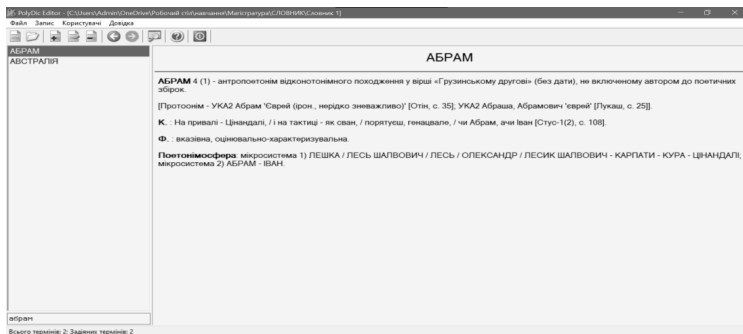 PolyDic Editor - [C:\Users\Admin\OneDrive\Робочий стіл\навчання\Магістратура\СЛОВНИК\Словник 1]
Файл Запис Користувачі Довідка
АБРАМ
АВСТРАЛІЯ
АБРАМ
АБРАМ 4 (1) - антропоетонім відконотонімного походження у вірші «Грузинському другові» (без дати), не включеному автором до поетичних
збірок.
[Протоонім - УКА2 Абрам 'Єврей (ірон., нерідко зневажливо)' [Отін, с. 35]; УКА2 Абраша, Абрамович 'єврей' [Лукаш, с. 25]].
К. : На привалі - Цінандалі, / і на тактиці - як сван, / порятуєш, генацвале, / чи Абрам, ачи Іван [Стус-1(2), с. 108].
Ф. : вказівна, оцінювально-характеризувальна.
Поетонімосфера: мікросистема 1) ЛЕШКА / ЛЕСЬ ШАЛВОВИЧ / ЛЕСЬ / ОЛЕКСАНДР / ЛЕСИК ШАЛВОВИЧ - КАРПАТИ - КУРА - ЦІНАНДАЛІ;
мікросистема 2) АБРАМ - ІВАН.
абрам
Всього термінів: 2; Задіяних термінів: 2